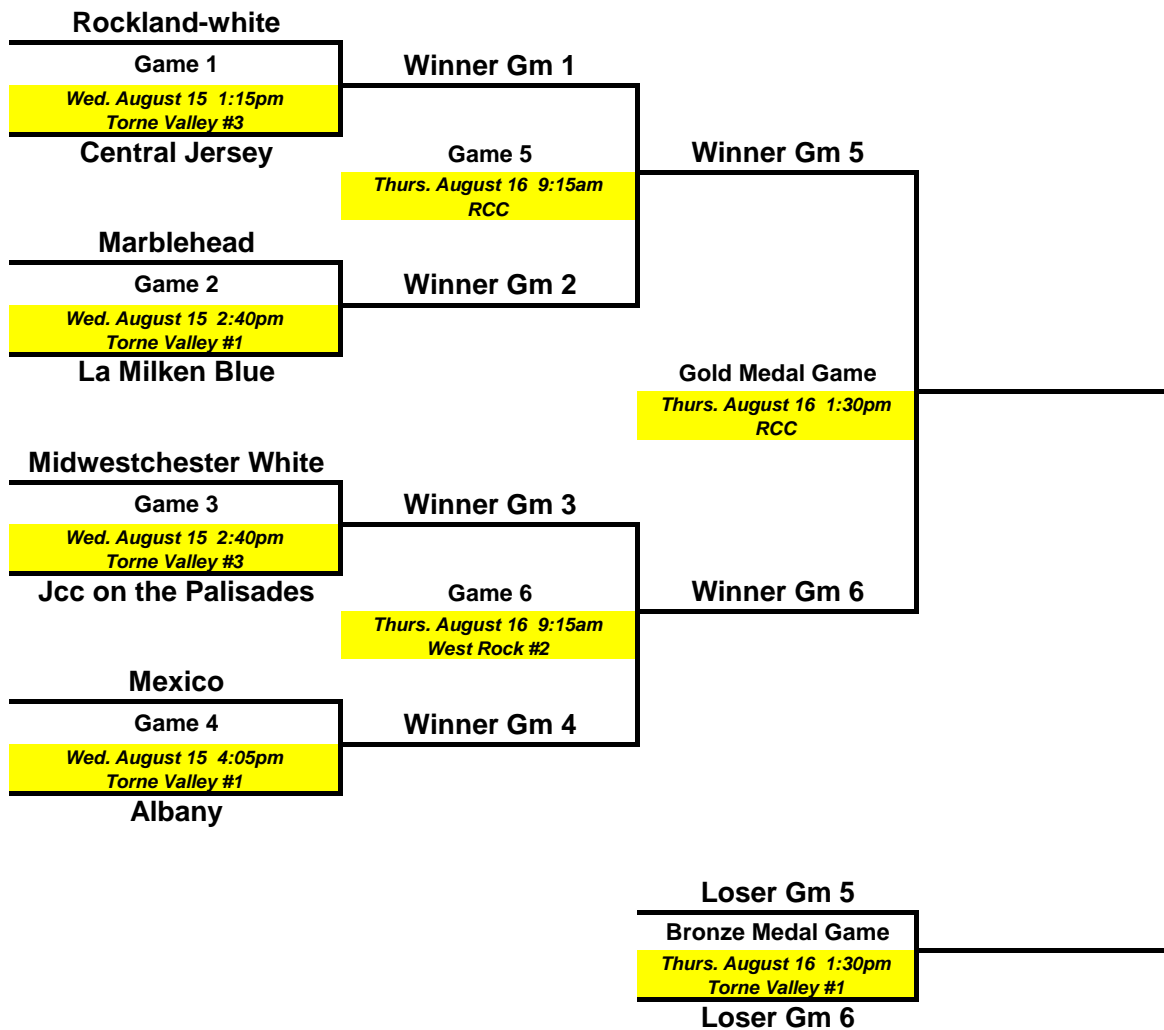 Rockland-white
Game 1
Winner Gm 1
Wed. August 15 1:15pm
Torne Valley #3
Central Jersey
Game 5
Winner Gm 5
Thurs. August 16 9:15am
RCC
Marblehead
Game 2
Winner Gm 2
Wed. August 15 2:40pm
Torne Valley #1
La Milken Blue
Gold Medal Game
Thurs. August 16 1:30pm
RCC
Midwestchester White
Game 3
Winner Gm 3
Wed. August 15 2:40pm
Torne Valley #3
Jcc on the Palisades
Game 6
Winner Gm 6
Thurs. August 16 9:15am
West Rock #2
Mexico
Game 4
Winner Gm 4
Wed. August 15 4:05pm
Torne Valley #1
Albany
Loser Gm 5
Bronze Medal Game
Thurs. August 16 1:30pm
Torne Valley #1
Loser Gm 6